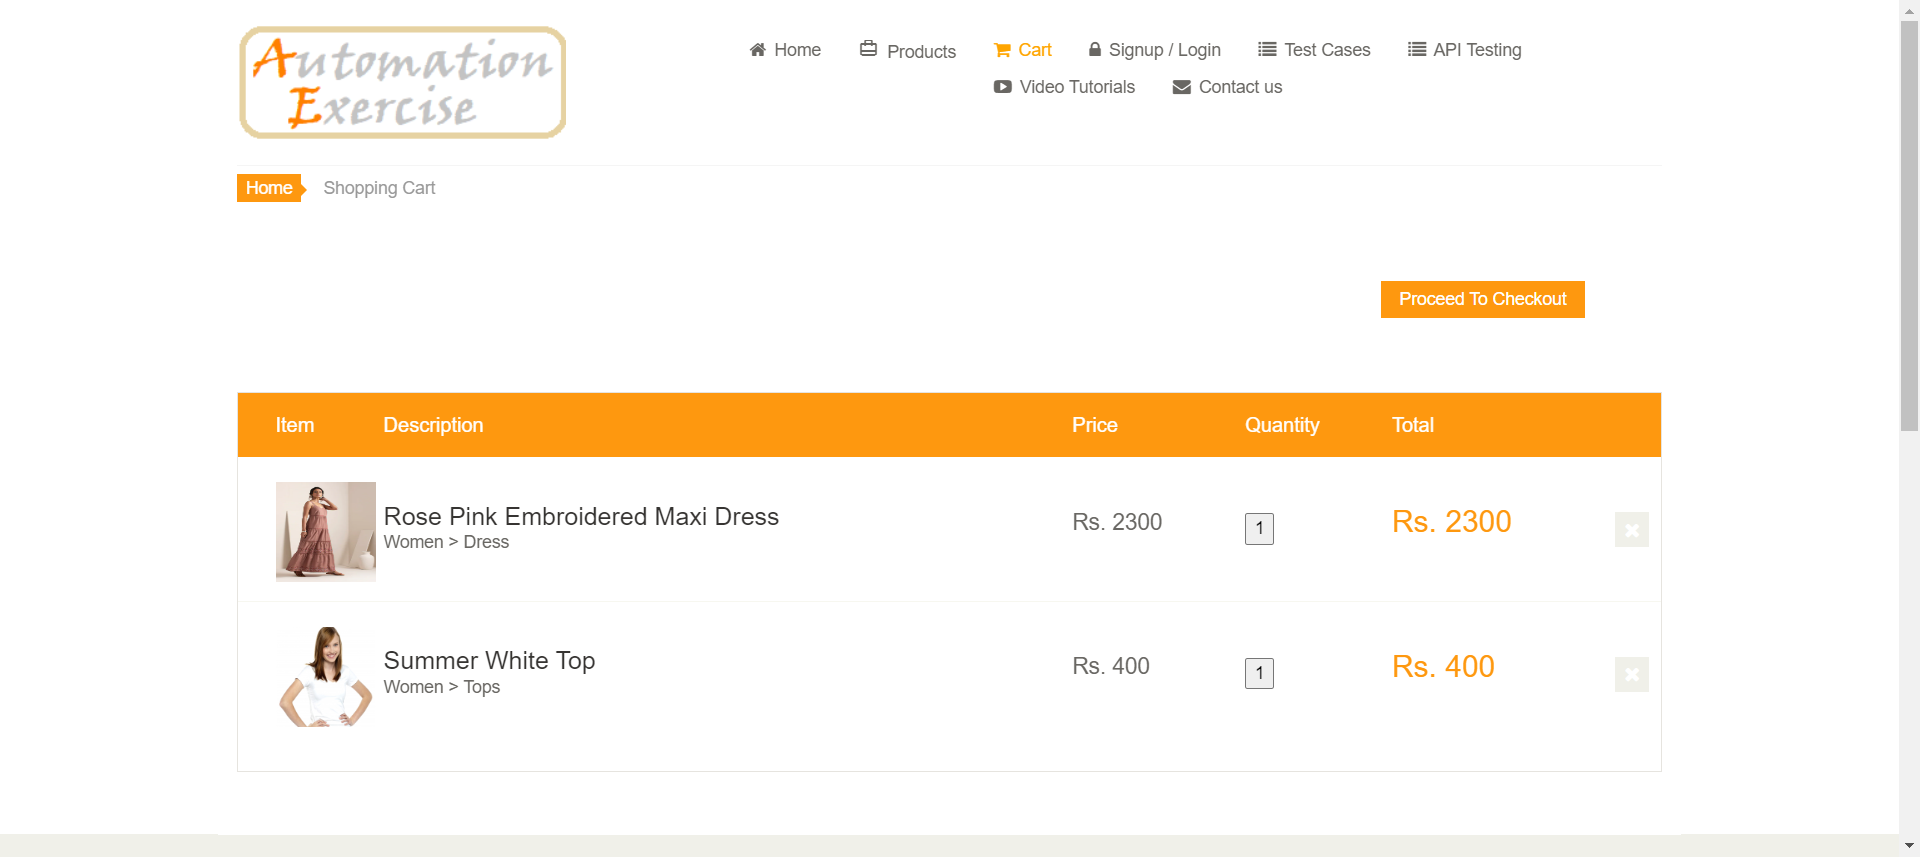 Automation
Exercise
Home Products Cart Signup / Login Test Cases API Testing
Video Tutorials Contact us
Home Shopping Cart
Proceed To Checkout
Item Description Price Quantity Total
Rose Pink Embroidered Maxi Dress
Women > Dress
Rs. 2300 1 Rs. 2300
Summer White Top
Women > Tops
Rs. 400 1 Rs. 400